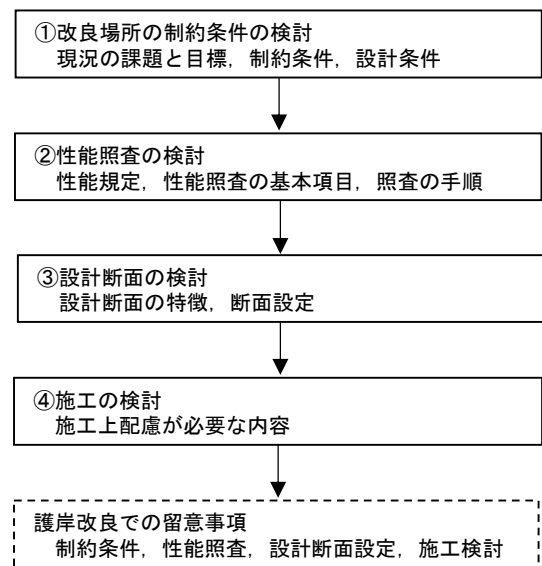 ①改良場所の制約条件の検討
現況の課題と目標，制約条件，設計条件
②性能照査の検討
性能規定，性能照査の基本項目，照査の手順
③設計断面の検討
設計断面の特徴，断面設定
④施工の検討
施工上配慮が必要な内容
護岸改良での留意事項
制約条件，性能照査，設計断面設定，施工検討